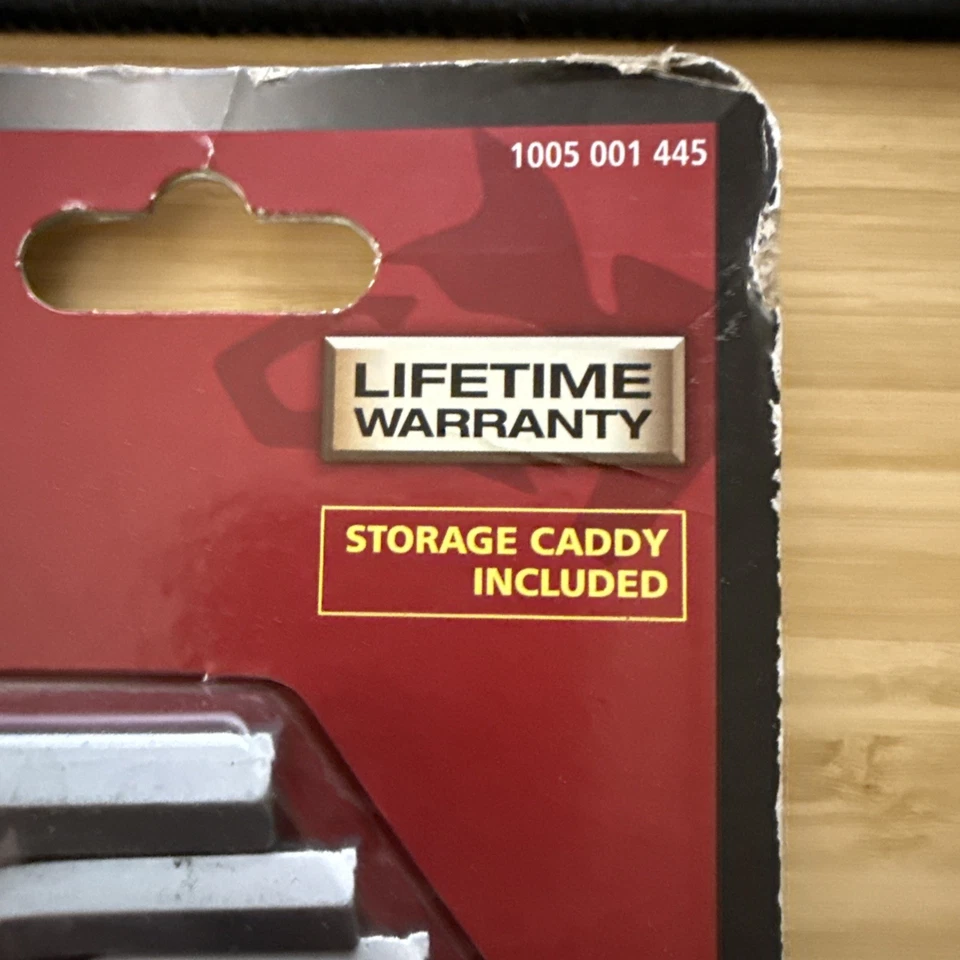 1005 001 445
LIFETIME
WARRANTY
STORAGE CADDY
INCLUDED